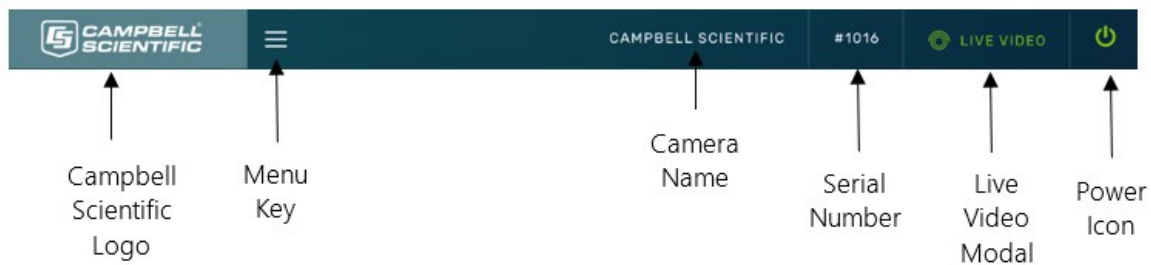 CAMPBELL
SCIENTIFIC
CAMPBELL SCIENTIFIC
#1016
LIVE VIDEO
Campbell
Scientific
Logo
Menu
Key
Camera
Name
Serial
Number
Live
Video
Modal
Power
Icon